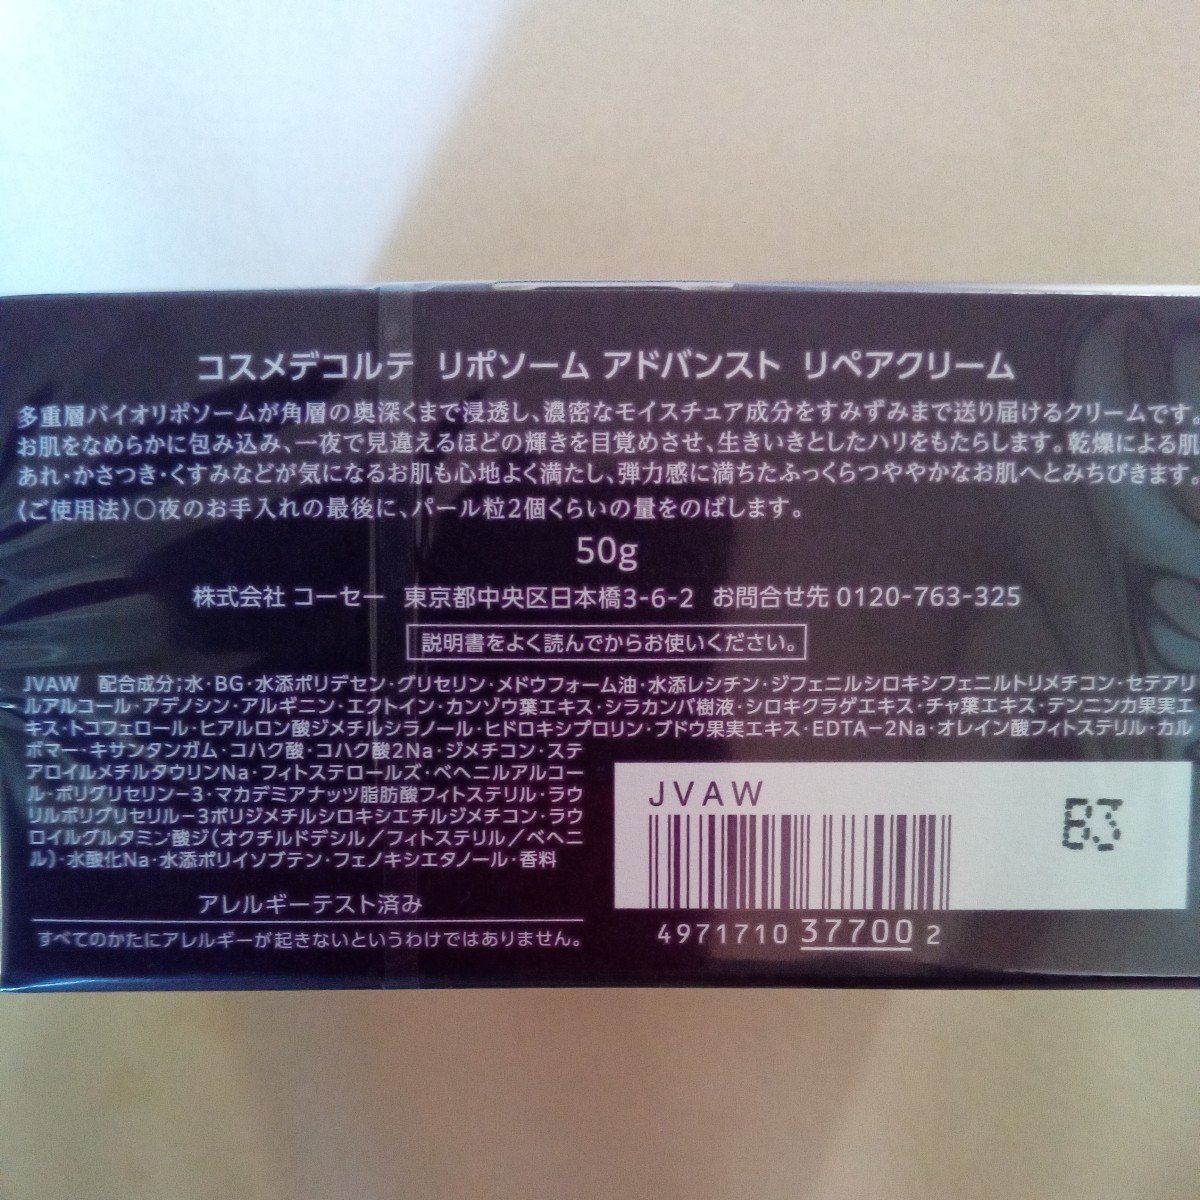 コスメデコルテ リポソーム アドバンスト リペアクリーム
多重層バイオリポソームが角層の奥深くまで浸透し、濃密なモイスチュア成分をすみずみまで送り届けるクリームです。
お肌をなめらかに包み込み、一夜で見違えるほどの輝きを目覚めさせ、生きいきとしたハリをもたらします。乾燥による肌
あれ・かさつき・くすみなどが気になるお肌も心地よく満たし、弾力感に満ちたふっくらつややかなお肌へとみちびきます。
〈ご使用法〉○夜のお手入れの最後に、パール粒2個くらいの量をのばします。
50g
株式会社 コーセー 東京都中央区日本橋3-6-2 お問合せ先 0120-763-325
説明書をよく読んでからお使いください。
JVAW 配合成分;水・BG・水添ポリデセン・グリセリン・メドウフォーム油・水添レシチン・ジフェニルシロキシフェニルトリメチコン・セテアリ
ルアルコール・アデノシン・アルギニン・エクトイン・カンゾウ葉エキス・シラカンバ樹液・シロキクラゲエキス・チャ葉エキス・テンニンカ果実エ
キス・トコフェロール・ヒアルロン酸ジメチルシラノール・ヒドロキシプロリン・ブドウ果実エキス・EDTA-2Na・オレイン酸フィトステリル・カル
ボマー・キサンタンガム・コハク酸・コハク酸2Na・ジメチコン・ステ
アロイルメチルタウリンNa・フィトステロールズ・ベヘニルアルコー
ル・ポリグリセリン-3・マカデミアナッツ脂肪酸フィトステリル・ラウ
リルポリグリセリル-3ポリジメチルシロキシエチルジメチコン・ラウ
ロイルグルタミン酸ジ(オクチルドデシル/フィトステリル/ベヘニ
ル)・水酸化Na・水添ポリイソブテン・フェノキシエタノール・香料
アレルギーテスト済み
すべてのかたにアレルギーが起きないというわけではありません。
JVAW
B3
4971710 37700 2